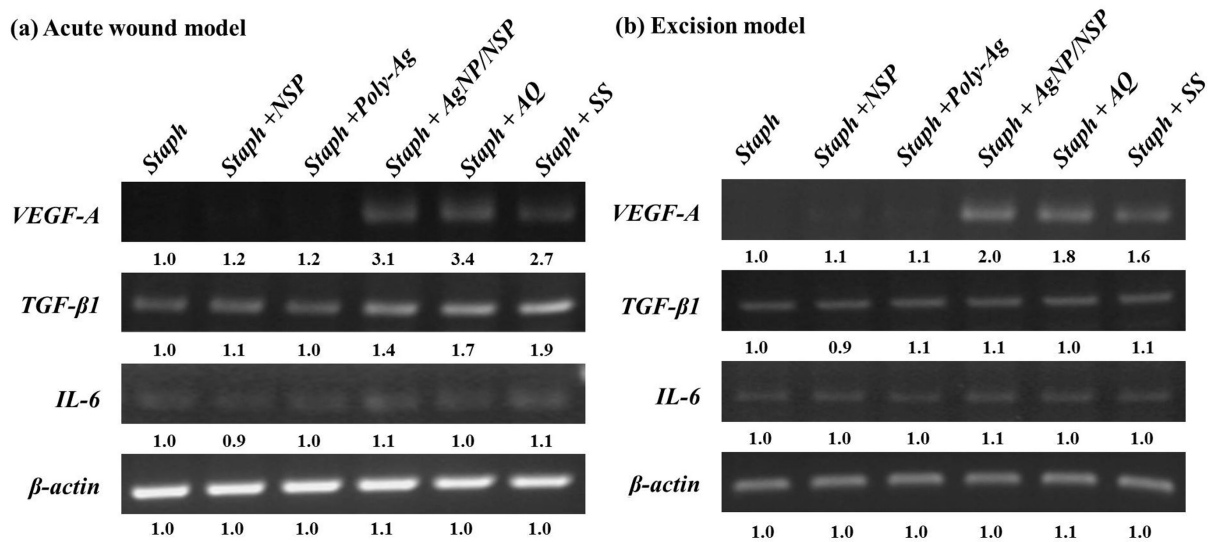 (a) Acute wound model
Staph
Staph +NSP
Staph +Poly-Ag
Staph + AgNP/NSP
Staph + AQ
Staph + SS
VEGF-A
1.0 1.2 1.2 3.1 3.4 2.7
TGF-β1
1.0 1.1 1.0 1.4 1.7 1.9
IL-6
1.0 0.9 1.0 1.1 1.0 1.1
β-actin
1.0 1.0 1.0 1.1 1.0 1.0
(b) Excision model
Staph
Staph +NSP
Staph +Poly-Ag
Staph + AgNP/NSP
Staph + AQ
Staph + SS
VEGF-A
1.0 1.1 1.1 2.0 1.8 1.6
TGF-β1
1.0 0.9 1.1 1.1 1.0 1.1
IL-6
1.0 1.0 1.0 1.1 1.0 1.0
β-actin
1.0 1.0 1.0 1.0 1.1 1.0